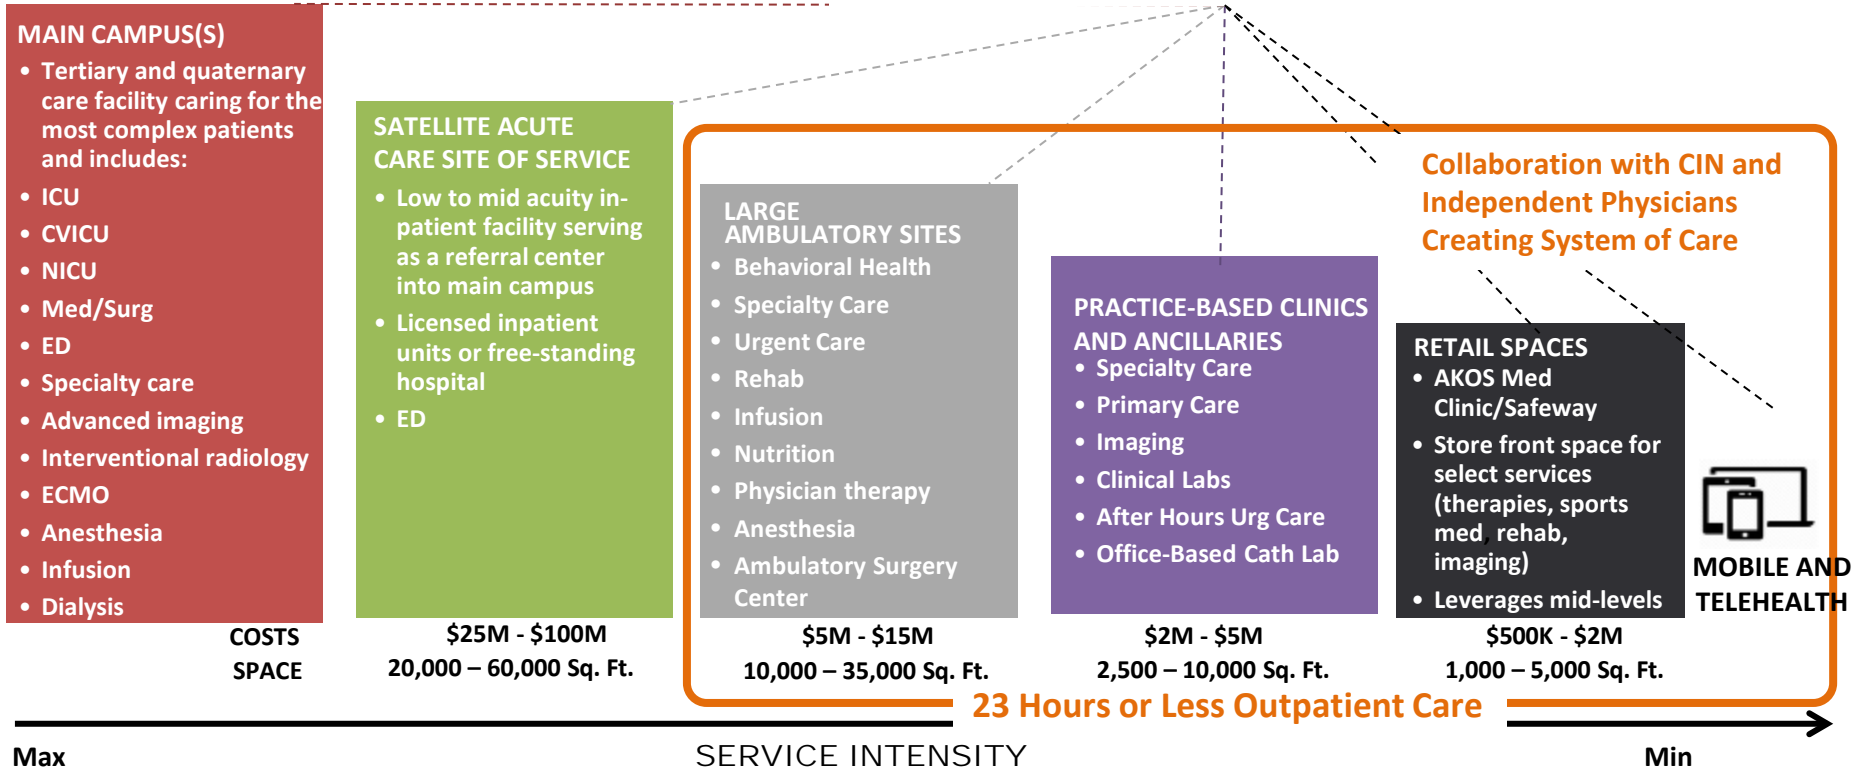 MAIN CAMPUS(S)
• Tertiary and quaternary
care facility caring for the
most complex patients
and includes:
• ICU
• CVICU
• NICU
• Med/Surg
• ED
• Specialty care
• Advanced imaging
• Interventional radiology
• ECMO
• Anesthesia
• Infusion
• Dialysis
SATELLITE ACUTE
CARE SITE OF SERVICE
• Low to mid acuity in-
patient facility serving
as a referral center
into main campus
• Licensed inpatient
units or free-standing
hospital
• ED
LARGE
AMBULATORY SITES
• Behavioral Health
• Specialty Care
• Urgent Care
• Rehab
• Infusion
• Nutrition
• Physician therapy
• Anesthesia
• Ambulatory Surgery
Center
PRACTICE-BASED CLINICS
AND ANCILLARIES
• Specialty Care
• Primary Care
• Imaging
• Clinical Labs
• After Hours Urg Care
• Office-Based Cath Lab
Collaboration with CIN and
Independent Physicians
Creating System of Care
RETAIL SPACES
• AKOS Med
Clinic/Safeway
• Store front space for
select services
(therapies, sports
med, rehab,
imaging)
• Leverages mid-levels
MOBILE AND
TELEHEALTH
COSTS
$25M - $100M
$5M - $15M
$2M - $5M
$500K - $2M
SPACE
20,000 – 60,000 Sq. Ft.
10,000 – 35,000 Sq. Ft.
2,500 – 10,000 Sq. Ft.
1,000 – 5,000 Sq. Ft.
23 Hours or Less Outpatient Care
Max
SERVICE INTENSITY
Min